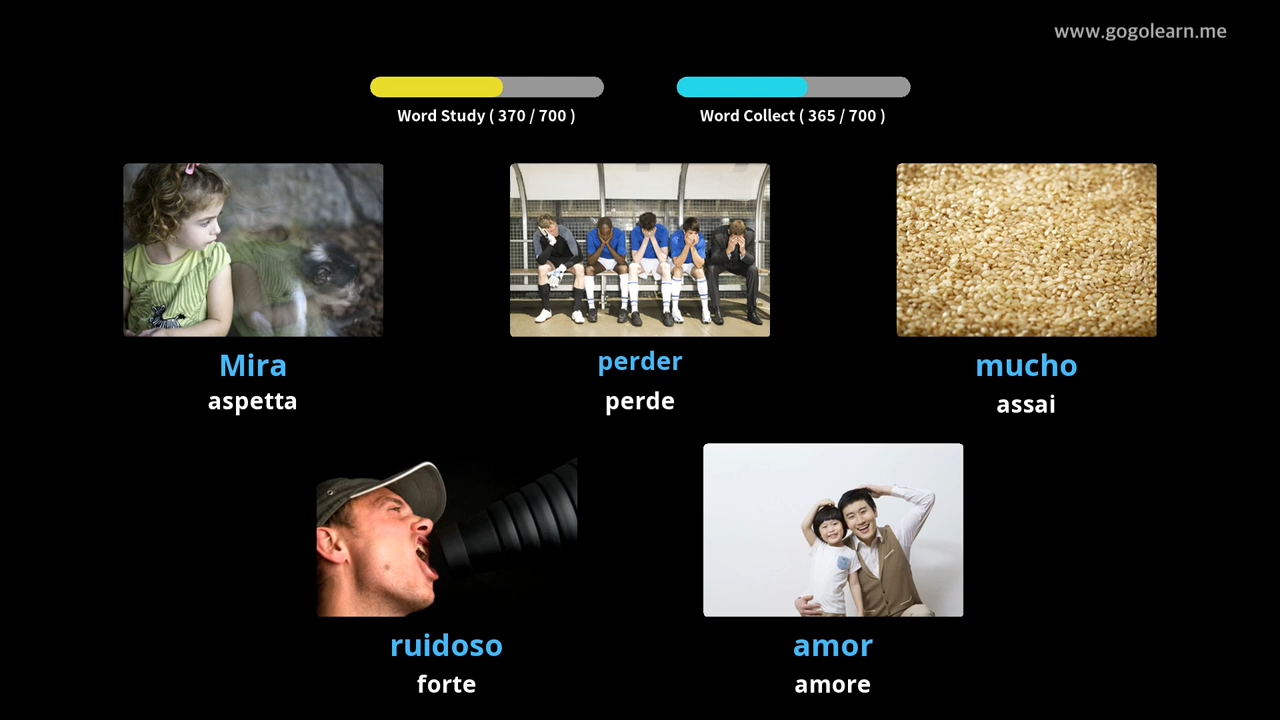 www.gogolearn.me
Word Study ( 370 / 700 )
Word Collect ( 365 / 700 )
Mira
aspetta
perder
perde
mucho
assai
ruidoso
forte
amor
amore